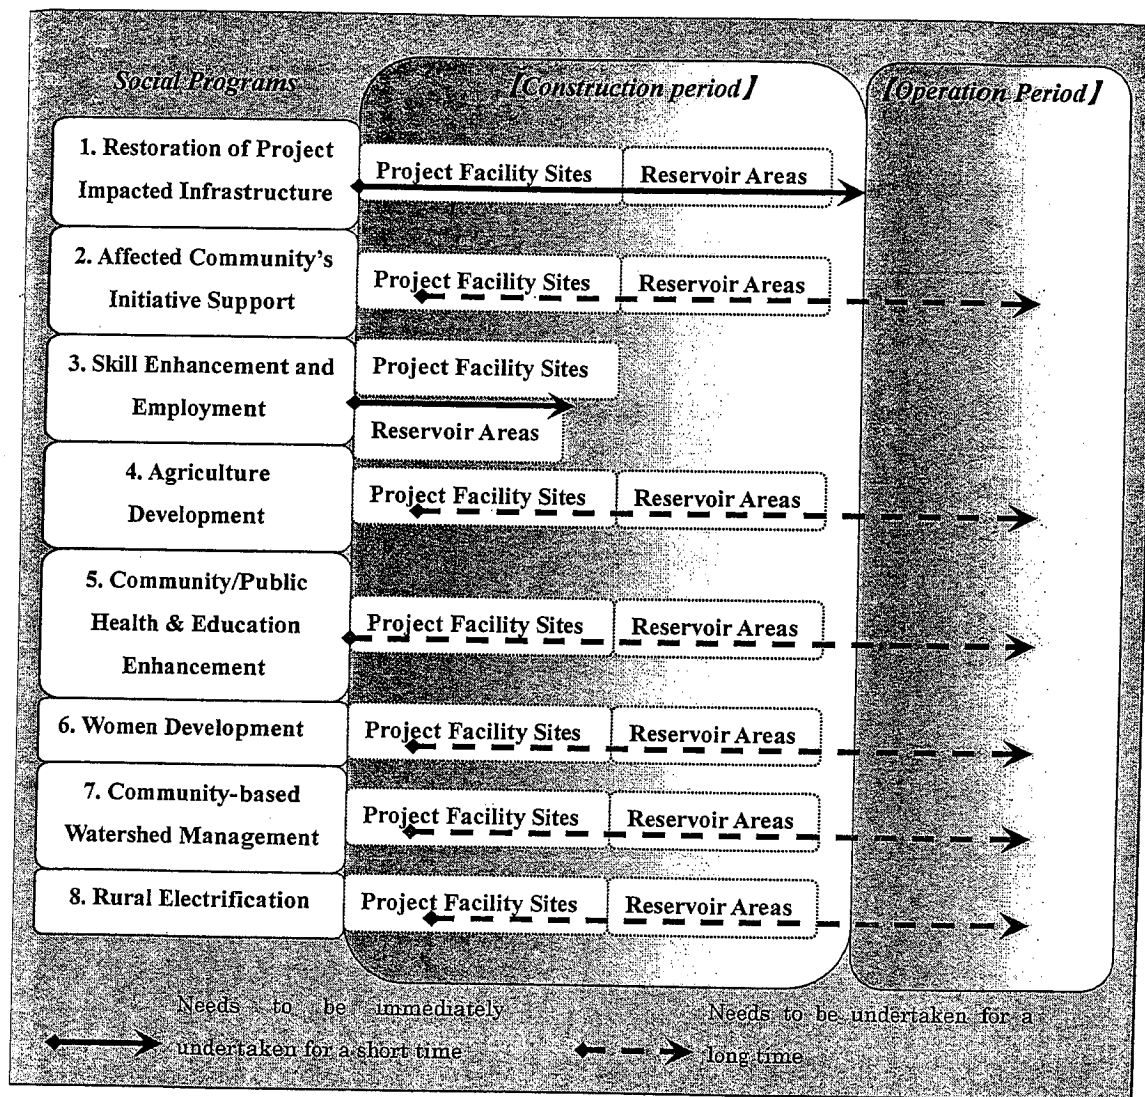 Social Programs
【Construction period】
【Operation Period】
1. Restoration of Project
Impacted Infrastructure
Project Facility Sites
Reservoir Areas
2. Affected Community's
Initiative Support
Project Facility Sites
Reservoir Areas
3. Skill Enhancement and
Employment
Project Facility Sites
Reservoir Areas
4. Agriculture
Development
Project Facility Sites
Reservoir Areas
5. Community/Public
Health & Education
Enhancement
Project Facility Sites
Reservoir Areas
6. Women Development
Project Facility Sites
Reservoir Areas
7. Community-based
Watershed Management
Project Facility Sites
Reservoir Areas
8. Rural Electrification
Project Facility Sites
Reservoir Areas
Needs to be immediately
undertaken for a short time
Needs to be undertaken for a
long time